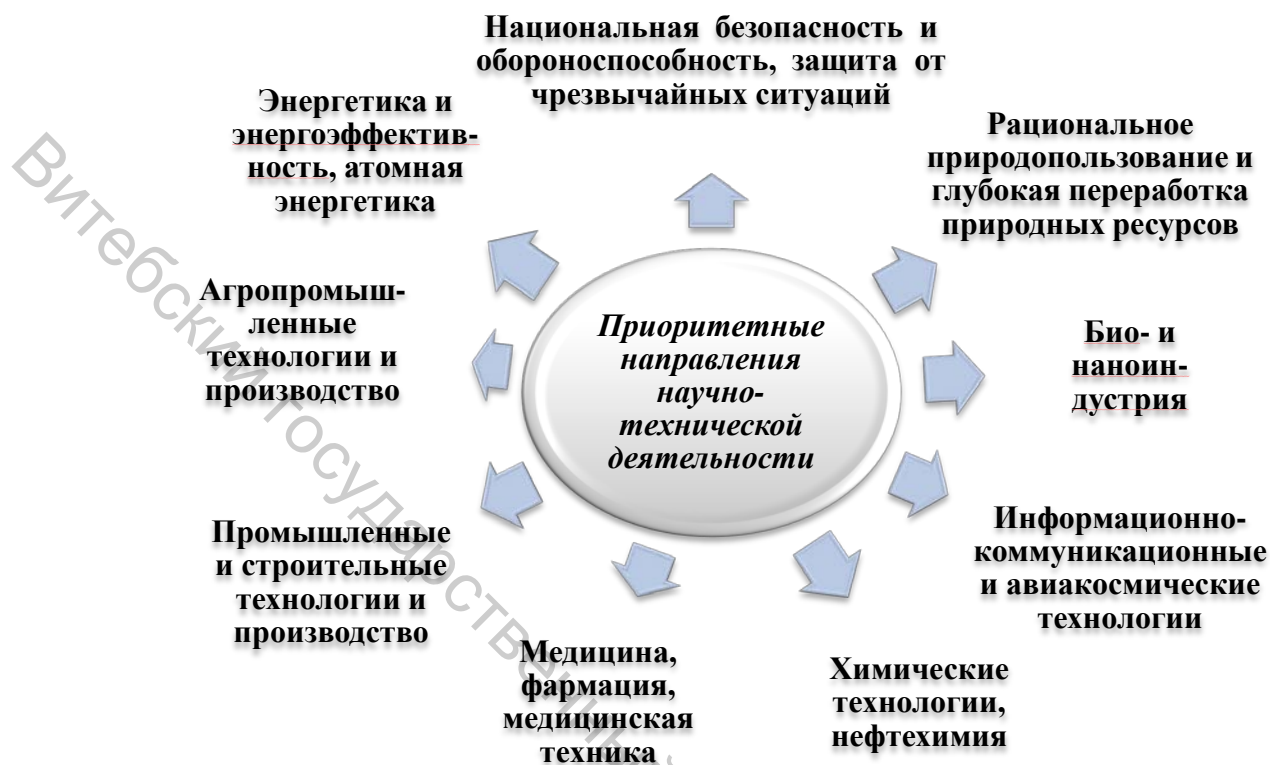 Национальная безопасность и
обороноспособность, защита от
чрезвычайных ситуаций
Энергетика и
энергоэффектив-
ность, атомная
энергетика
Рациональное
природопользование и
глубокая переработка
природных ресурсов
Агропромыш-
ленные
технологии и
производство
Приоритетные
направления
научно-
технической
деятельности
Био- и
наноин-
дустрия
Промышленные
и строительные
технологии и
производство
Информационно-
коммуникационные
и авиакосмические
технологии
Медицина,
фармация,
медицинская
техника
Химические
технологии,
нефтехимия
Витебский государственный